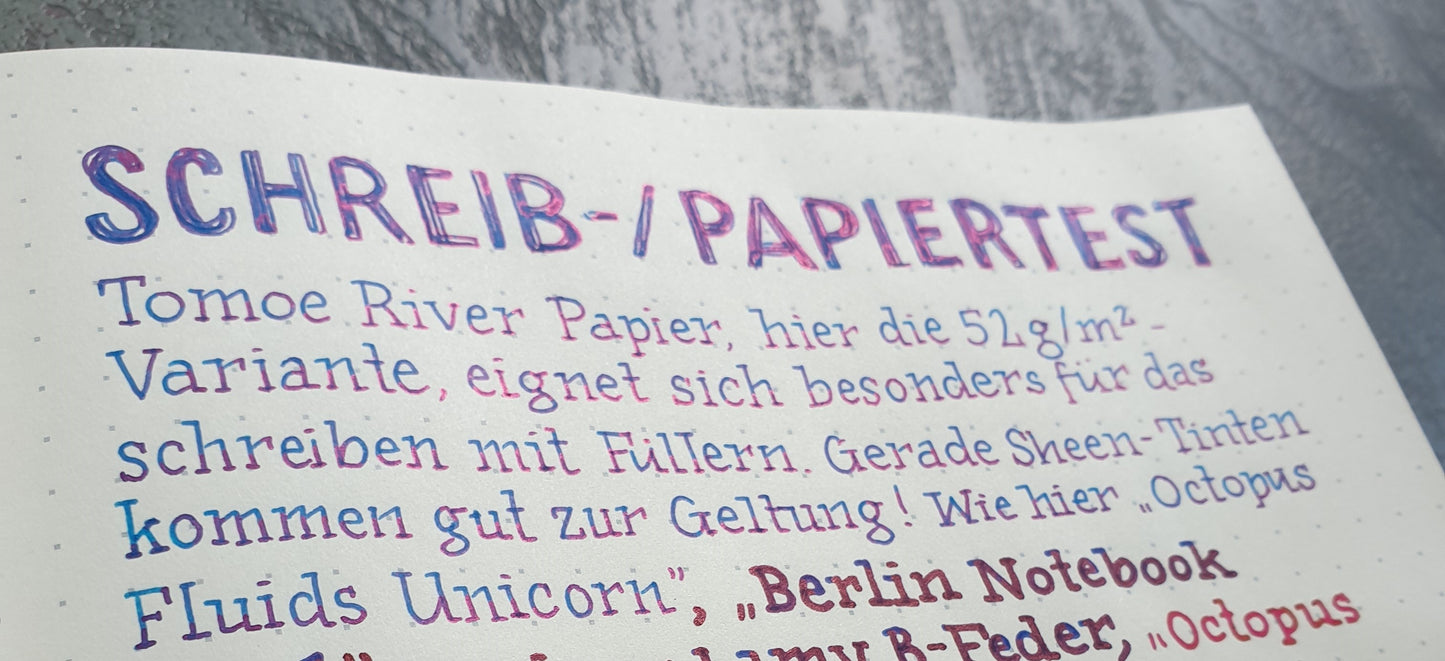 SCHREIB-/PAPIERTEST
Tomoe River Papier, hier die 52g/m²-
Variante, eignet sich besonders für das
schreiben mit Füllern. Gerade Sheen-Tinten
kommen gut zur Geltung! Wie hier „Octopus
Fluids Unicorn”, „Berlin Notebook
B-Feder, „Octopus